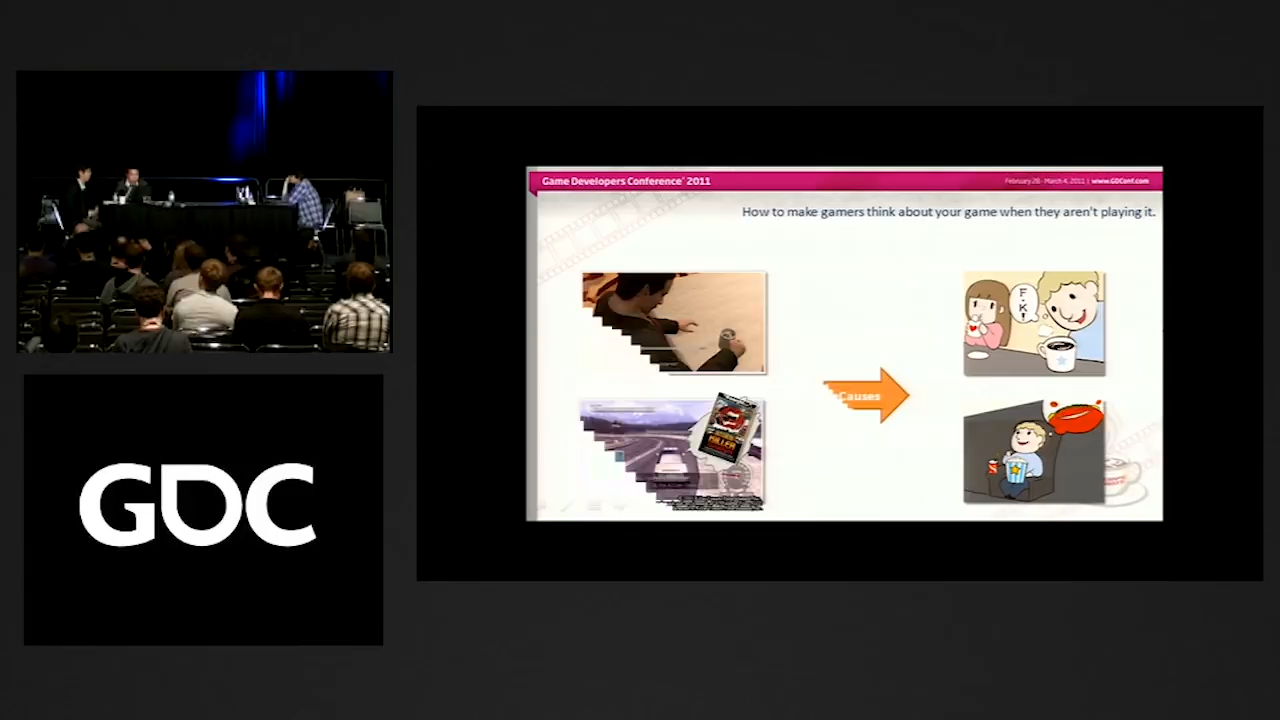 Game Developers Conference® 2011
February 28 - March 4, 2011 | www.GDConf.com
How to make gamers think about your game when they aren't playing it.
F.K!
Causes
KILLER
GDC